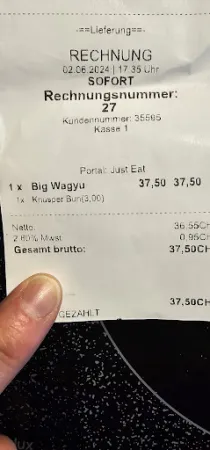 -==Lieferung==-
RECHNUNG
02.06.2024 | 17:35 Uhr
SOFORT
Rechnungsnummer:
27
Kundennummer: 35595
Kasse 1
Portal: Just Eat
1 x Big Wagyu 37,50 37,50
1x Knusper Bun(3,00)
Netto 36,55CH
2.60% Mwst 0,95CH
Gesamt brutto: 37,50CH
37,50CH
GEZAHLT